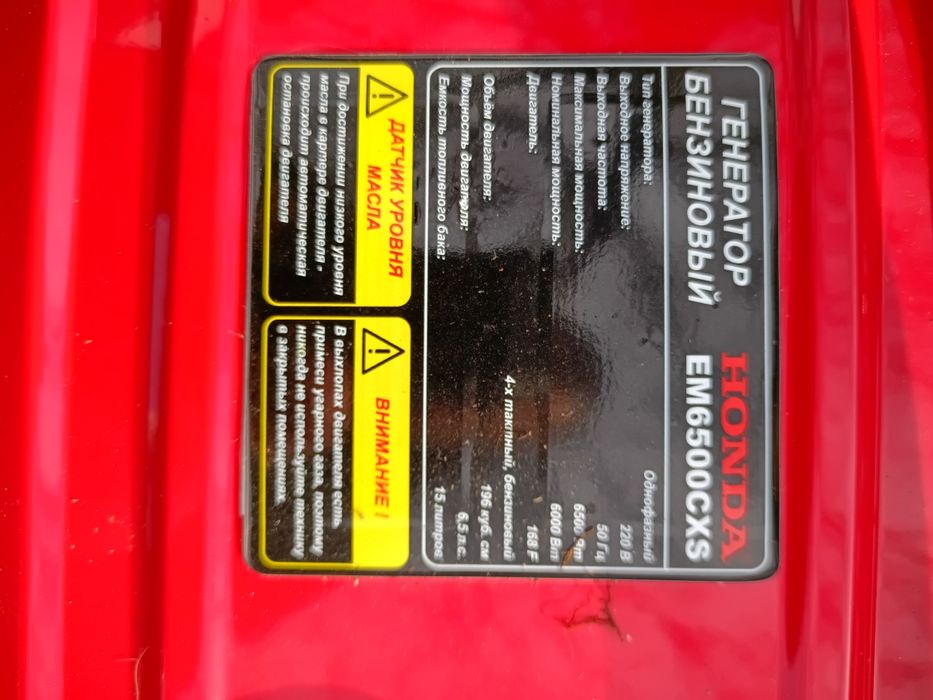 ГЕНЕРАТОР HONDA
БЕНЗИНОВЫЙ EM6500CXS
Тип генератора: Однофазный
Выходное напряжение: 220 В
Выходная частота: 50 Гц
Максимальная мощность: 6500 Вт
Номинальная мощность: 6000 Вт
Двигатель: 168 F
4-х тактный, бензиновый
Объём двигателя: 196 куб. см
Мощность двигателя: 6,5 л.с.
Емкость топливного бака: 15 литров
ДАТЧИК УРОВНЯ
МАСЛА
При достижении низкого уровня
масла в картере двигателя -
происходит автоматическая
остановка двигателя
ВНИМАНИЕ !
В выхлопах двигателя есть
примеси угарного газа, поэтому
никогда не используйте технику
в закрытых помещениях.